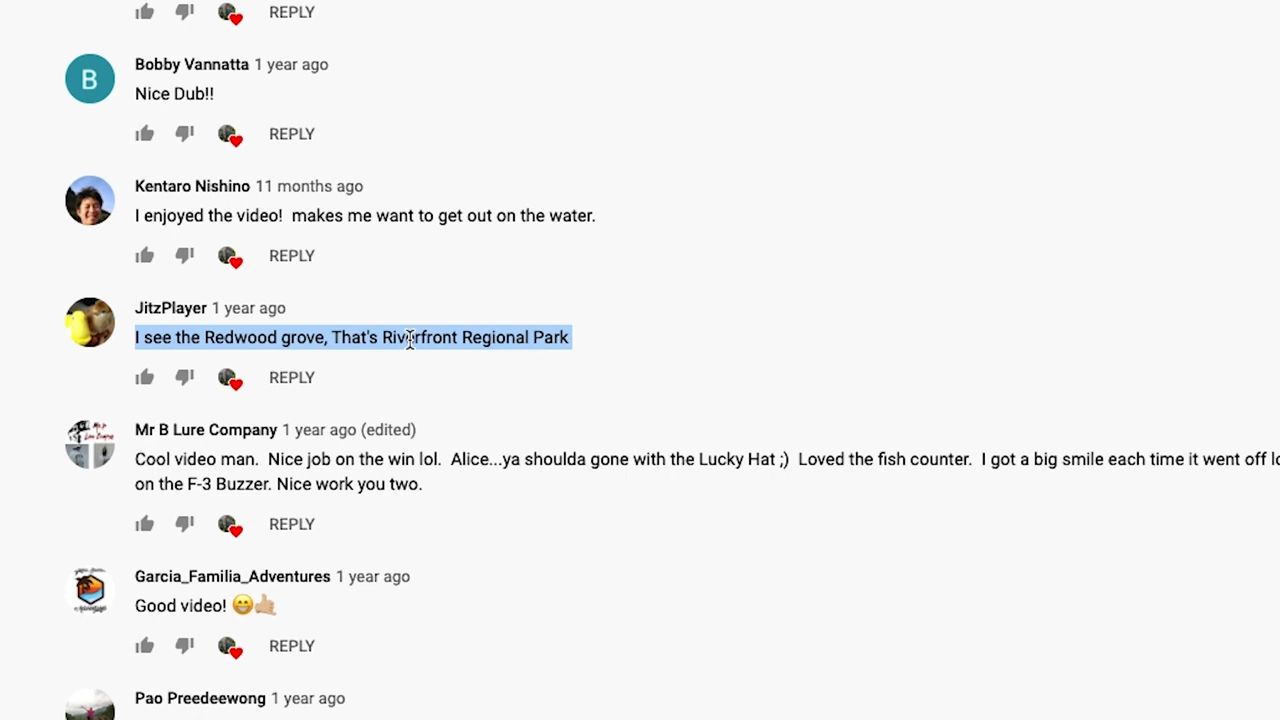 REPLY
B
Bobby Vannatta 1 year ago
Nice Dub!!
REPLY
Kentaro Nishino 11 months ago
I enjoyed the video!  makes me want to get out on the water.
REPLY
JitzPlayer 1 year ago
I see the Redwood grove, That's Riverfront Regional Park
REPLY
Mr B Lure Company 1 year ago (edited)
Cool video man.  Nice job on the win lol.  Alice...ya shoulda gone with the Lucky Hat ;)  Loved the fish counter.  I got a big smile each time it went off
on the F-3 Buzzer. Nice work you two.
REPLY
Garcia_Familia_Adventures 1 year ago
Good video! 😁🤙🏼
REPLY
Pao Preedeewong 1 year ago